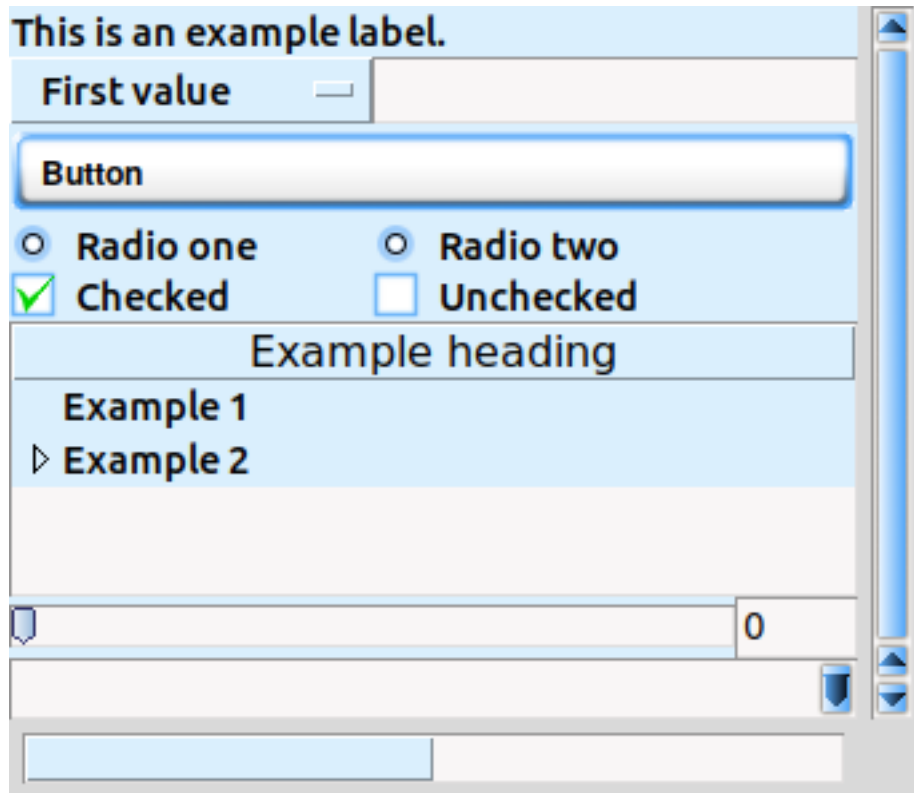 This is an example label.
First value
Button
Radio one Radio two
Checked Unchecked
Example heading
Example 1
Example 2
0